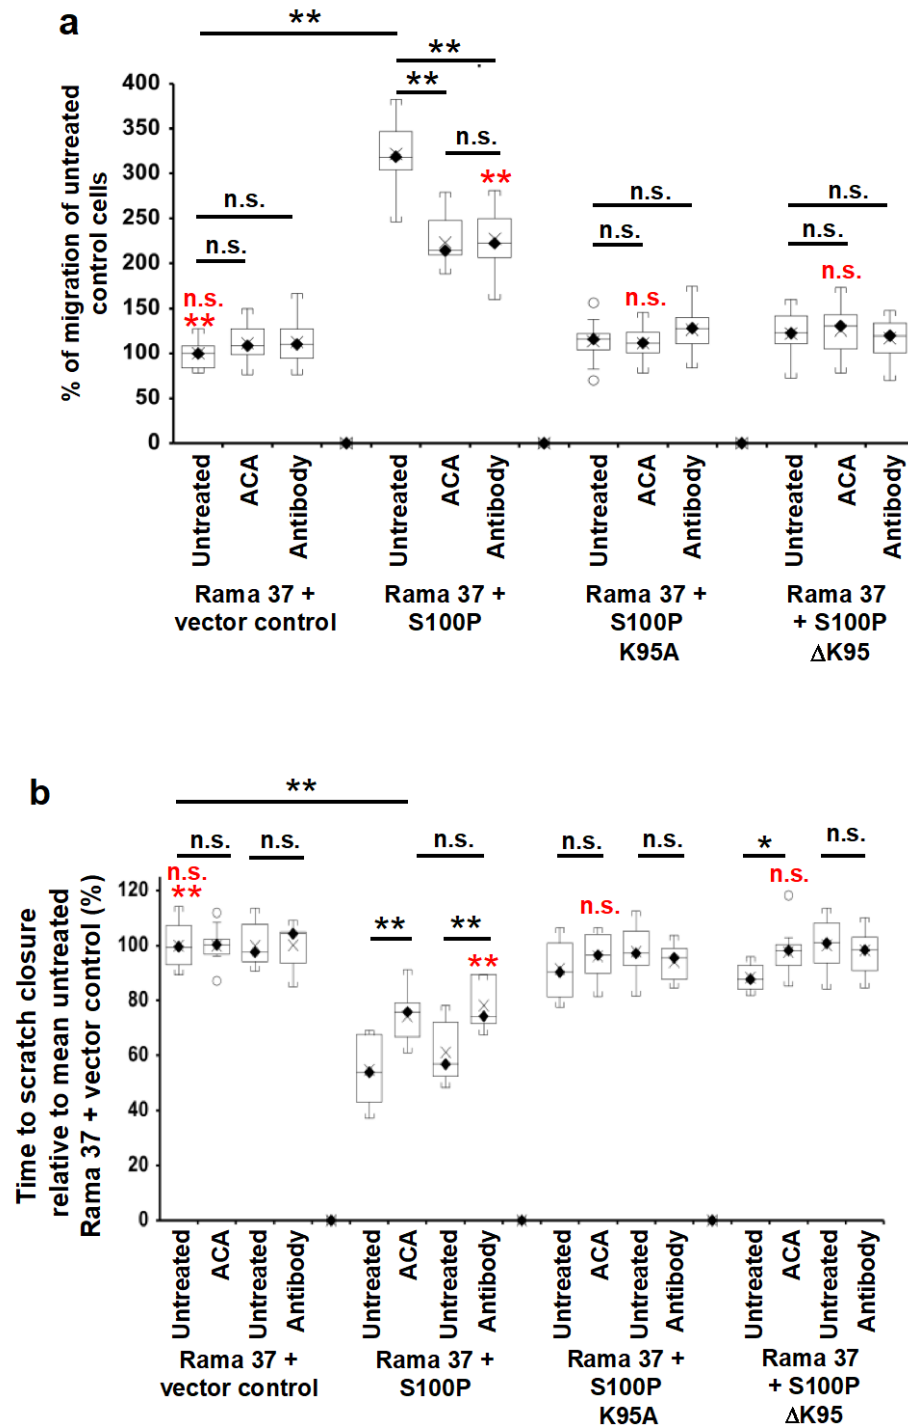 a
**
**
**
n.s.
**
n.s.
n.s.
n.s.
**
n.s.
n.s.
n.s.
n.s.
n.s.
n.s.
% of migration of untreated
control cells
400
350
300
250
200
150
100
50
0
Untreated
ACA
Antibody
Untreated
ACA
Antibody
Untreated
ACA
Antibody
Untreated
ACA
Antibody
Rama 37 +
vector control
Rama 37 +
S100P
Rama 37 +
S100P
K95A
Rama 37
+ S100P
ΔK95
b
**
n.s.
n.s.
n.s.
n.s.
n.s.
*
n.s.
n.s.
**
**
**
**
n.s.
n.s.
Time to scratch closure
relative to mean untreated
Rama 37 + vector control (%)
120
100
80
60
40
20
0
Untreated
ACA
Untreated
Antibody
Untreated
ACA
Untreated
Antibody
Untreated
ACA
Untreated
Antibody
Untreated
ACA
Untreated
Antibody
Rama 37 +
vector control
Rama 37 +
S100P
Rama 37 +
S100P
K95A
Rama 37
+ S100P
ΔK95